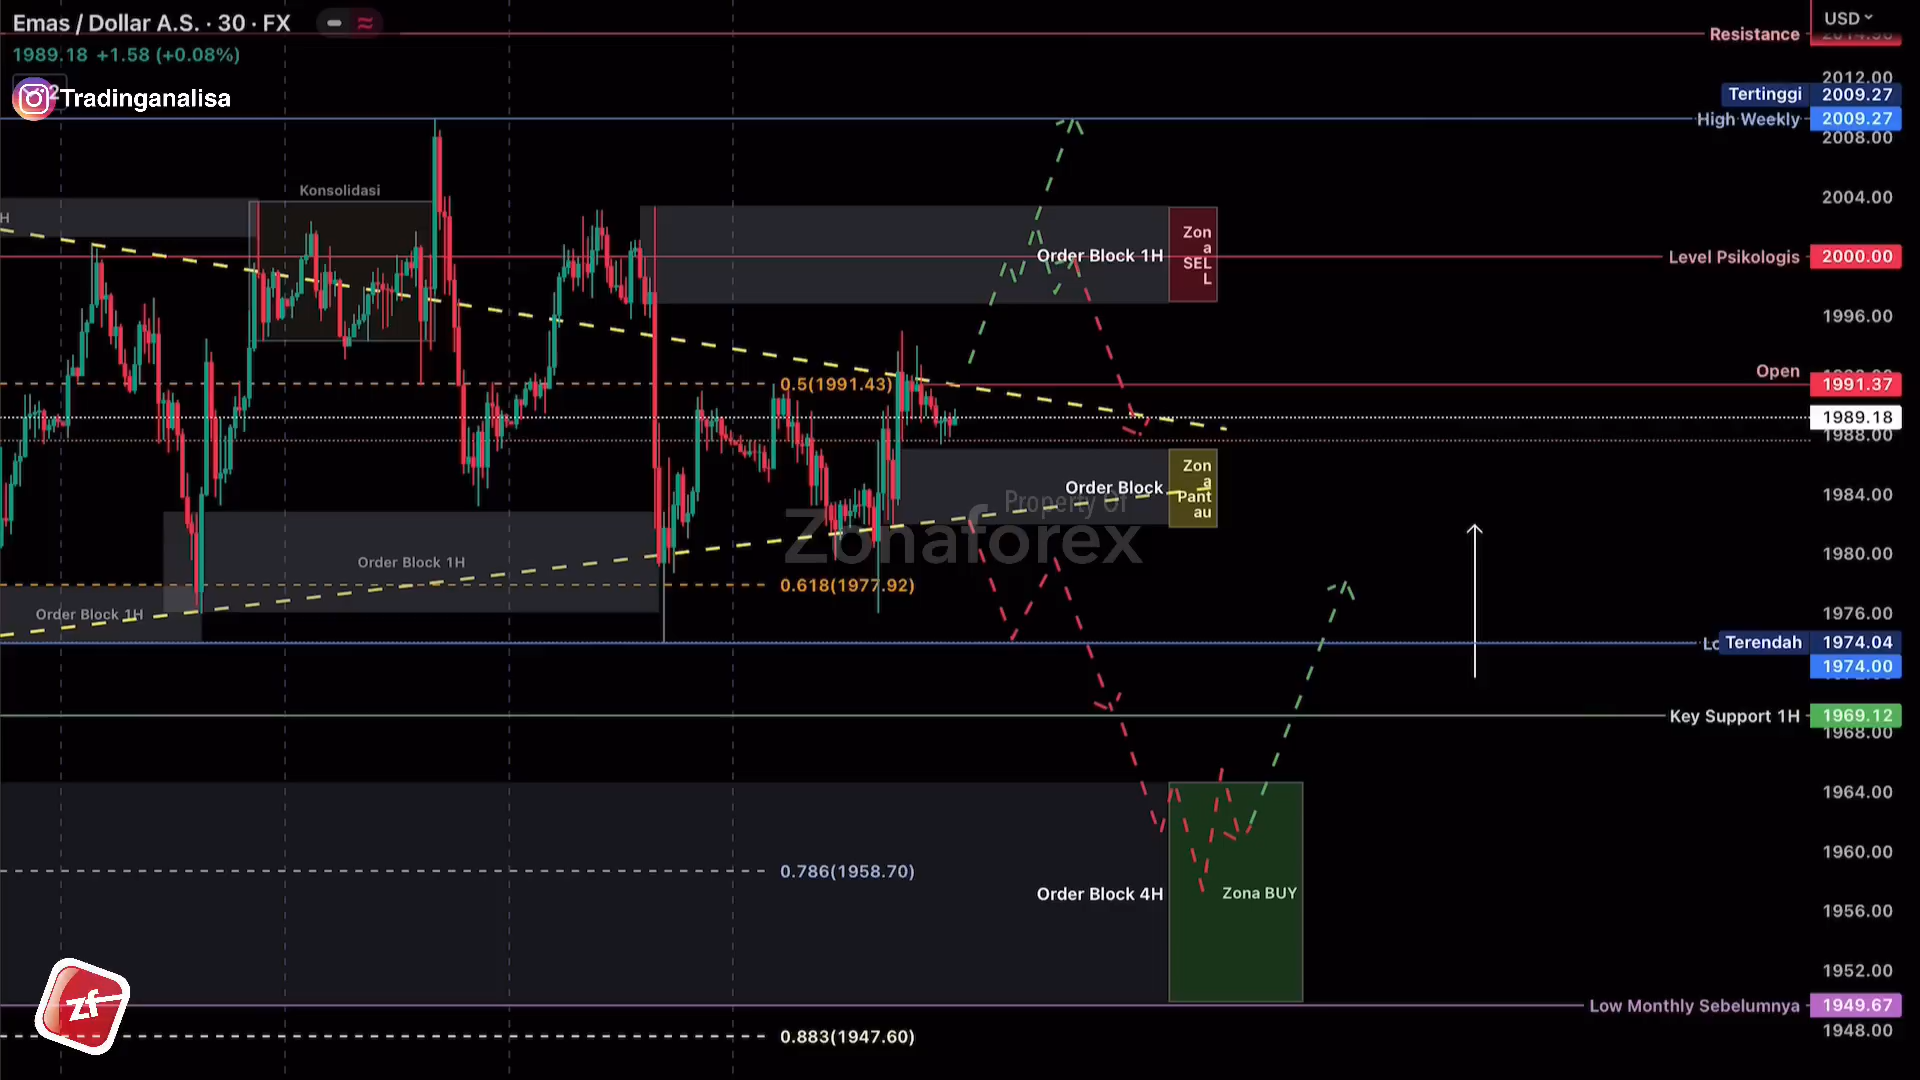 Emas / Dollar A.S. · 30 · FX
USD
1989.18 +1.58 (+0.08%)
Resistance
2012.00
Tradinganalisa
Tertinggi 2009.27
High Weekly 2009.27
2008.00
Konsolidasi
2004.00
H
Zon
a
SEL
L
Order Block 1H
Level Psikologis 2000.00
1996.00
Open
0.5(1991.43)
1991.37
1989.18
1988.00
Zon
a
Pant
au
Order Block
1984.00
Property Of
Zonaforex
1980.00
Order Block 1H
0.618(1977.92)
Order Block 1H
1976.00
Terendah 1974.04
1974.00
Key Support 1H 1969.12
1968.00
1964.00
1960.00
0.786(1958.70)
Order Block 4H
Zona BUY
1956.00
1952.00
zf
Low Monthly Sebelumnya 1949.67
1948.00
0.883(1947.60)